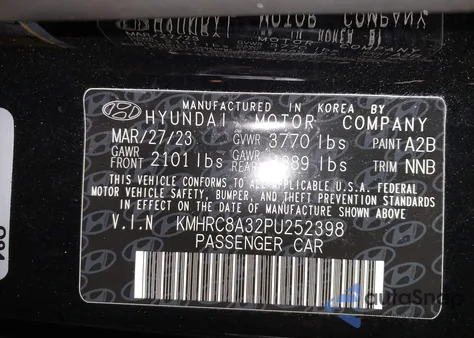 MANUFACTURED IN KOREA BY
HYUNDAI MOTOR COMPANY
MAR/27/23 GVWR 3770 lbs PAINT A2B
GAWR FRONT 2101 lbs lbs TRIM NNB
THIS VEHICLE CONFORMS TO ALL APPLICABLE U.S.A. FEDERAL
MOTOR VEHICLE SAFETY, BUMPER, AND THEFT PREVENTION STANDARDS
IN EFFECT ON THE DATE OF MANUFACTURE SHOWN ABOVE.
V.I.N KMHRC8A32PU252398
PASSENGER CAR
autoSnap